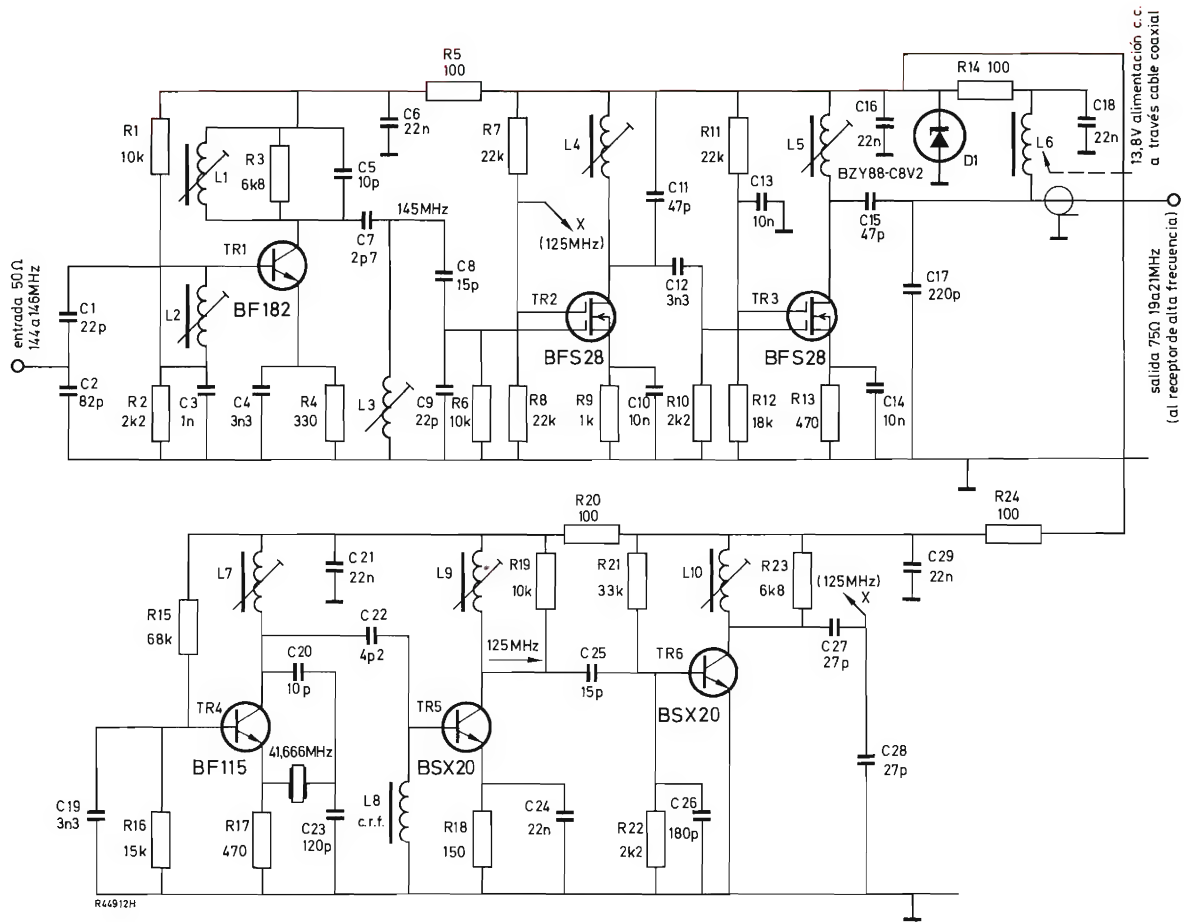 R5
100
R14 100
13,8V alimentación c.c.
a través cable coaxial
R1
10k
L1
R3
6k8
C5
10p
C6
22n
R7
22k
L4
C11
47p
R11
22k
C13
10n
L5
C16
22n
BZY88-C8V2
D1
L6
C18
22n
145MHz
C7
2p7
X
(125MHz)
C15
47p
TR1
BF182
C8
15p
TR2
BFS28
C12
3n3
TR3
BFS28
C17
220p
entrada 50Ω
144 a 146MHz
C1
22p
L2
C2
82p
R2
2k2
C3
1n
C4
3n3
R4
330
L3
C9
22p
R6
10k
R8
22k
R9
1k
C10
10n
R10
2k2
R12
18k
R13
470
C14
10n
salida 75Ω 19a21MHz
(al receptor de alta frecuencia)
R20
100
R24
100
L7
C21
22n
L9
R19
10k
R21
33k
L10
R23
6k8
(125MHz)
X
C29
22n
R15
68k
C22
4p2
125MHz
C27
27p
C20
10p
C25
15p
TR4
BF115
41,666MHz
TR5
BSX20
TR6
BSX20
C28
27p
C19
3n3
R16
15k
R17
470
C23
120p
L8
c.r.f.
R18
150
C24
22n
R22
2k2
C26
180p
R44912H